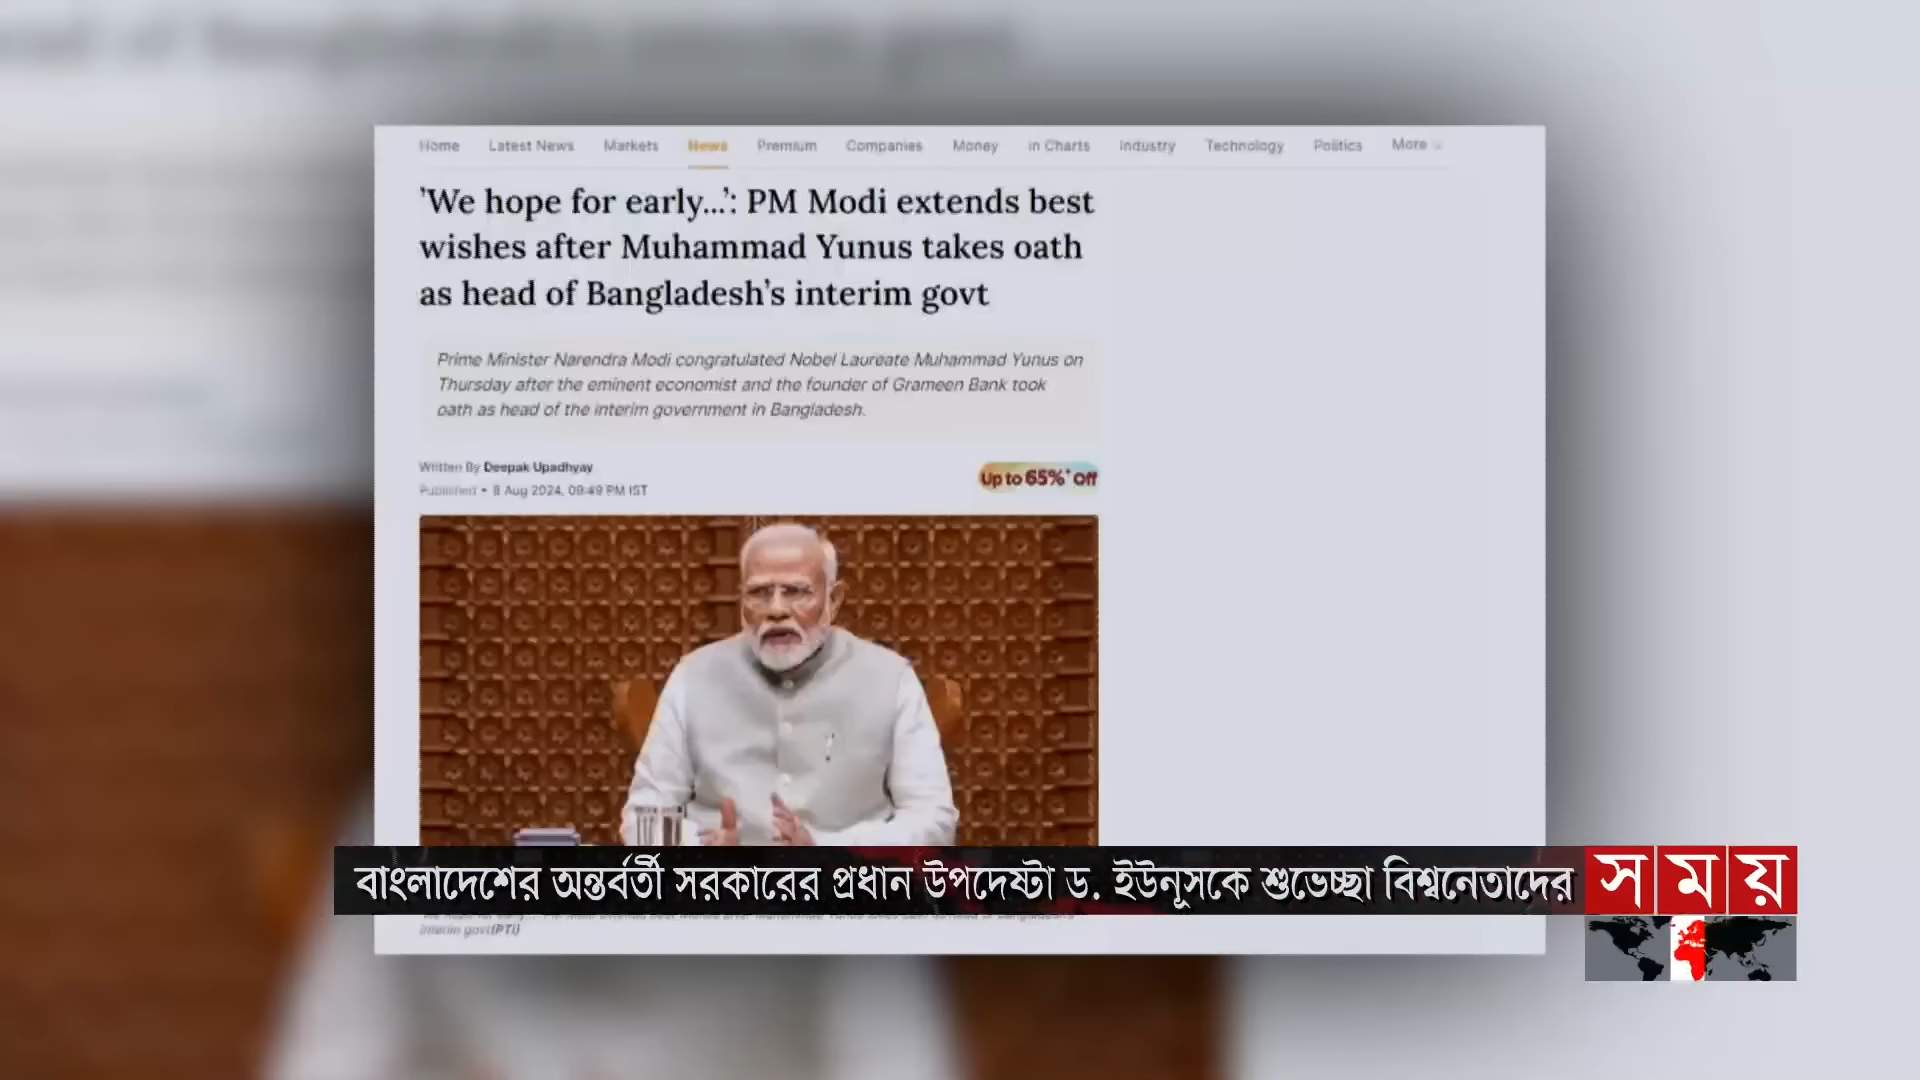 Home Latest News Markets News Premium Companies Money in Charts Industry Technology Politics More
'We hope for early...': PM Modi extends best
wishes after Muhammad Yunus takes oath
as head of Bangladesh's interim govt
Prime Minister Narendra Modi congratulated Nobel Laureate Muhammad Yunus on
Thursday after the eminent economist and the founder of Grameen Bank took
oath as head of the interim government in Bangladesh.
Written By Deepak Upadhyay
Published • 8 Aug 2024, 09:49 PM IST
Up to 65%* Off
বাংলাদেশের অন্তর্বর্তী সরকারের প্রধান উপদেষ্টা ড. ইউনূসকে শুভেচ্ছা বিশ্বনেতাদের
সময়
interim govt(PTI)